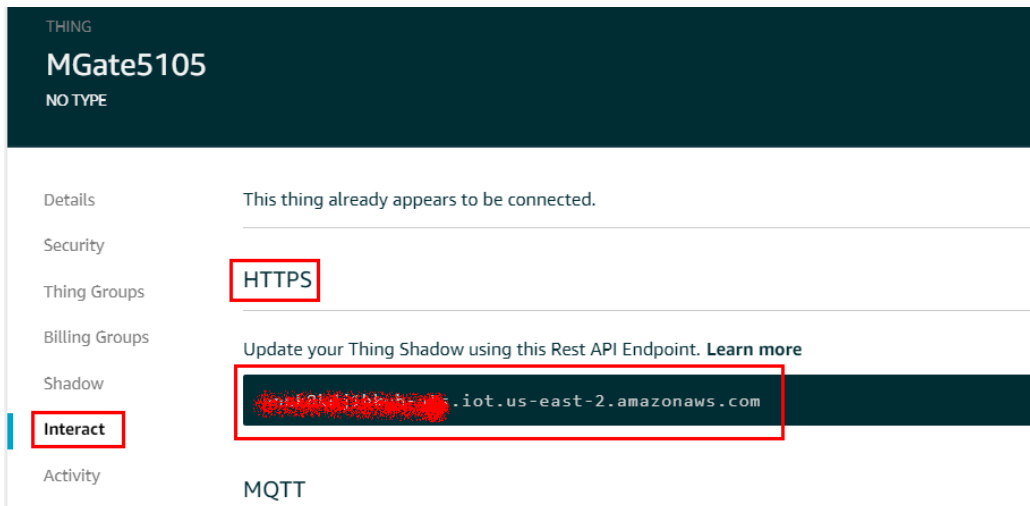 THING
MGate5105
NO TYPE
Details
Security
Thing Groups
Billing Groups
Shadow
Interact
Activity
This thing already appears to be connected.
HTTPS
Update your Thing Shadow using this Rest API Endpoint. Learn more
.iot.us-east-2.amazonaws.com
MQTT